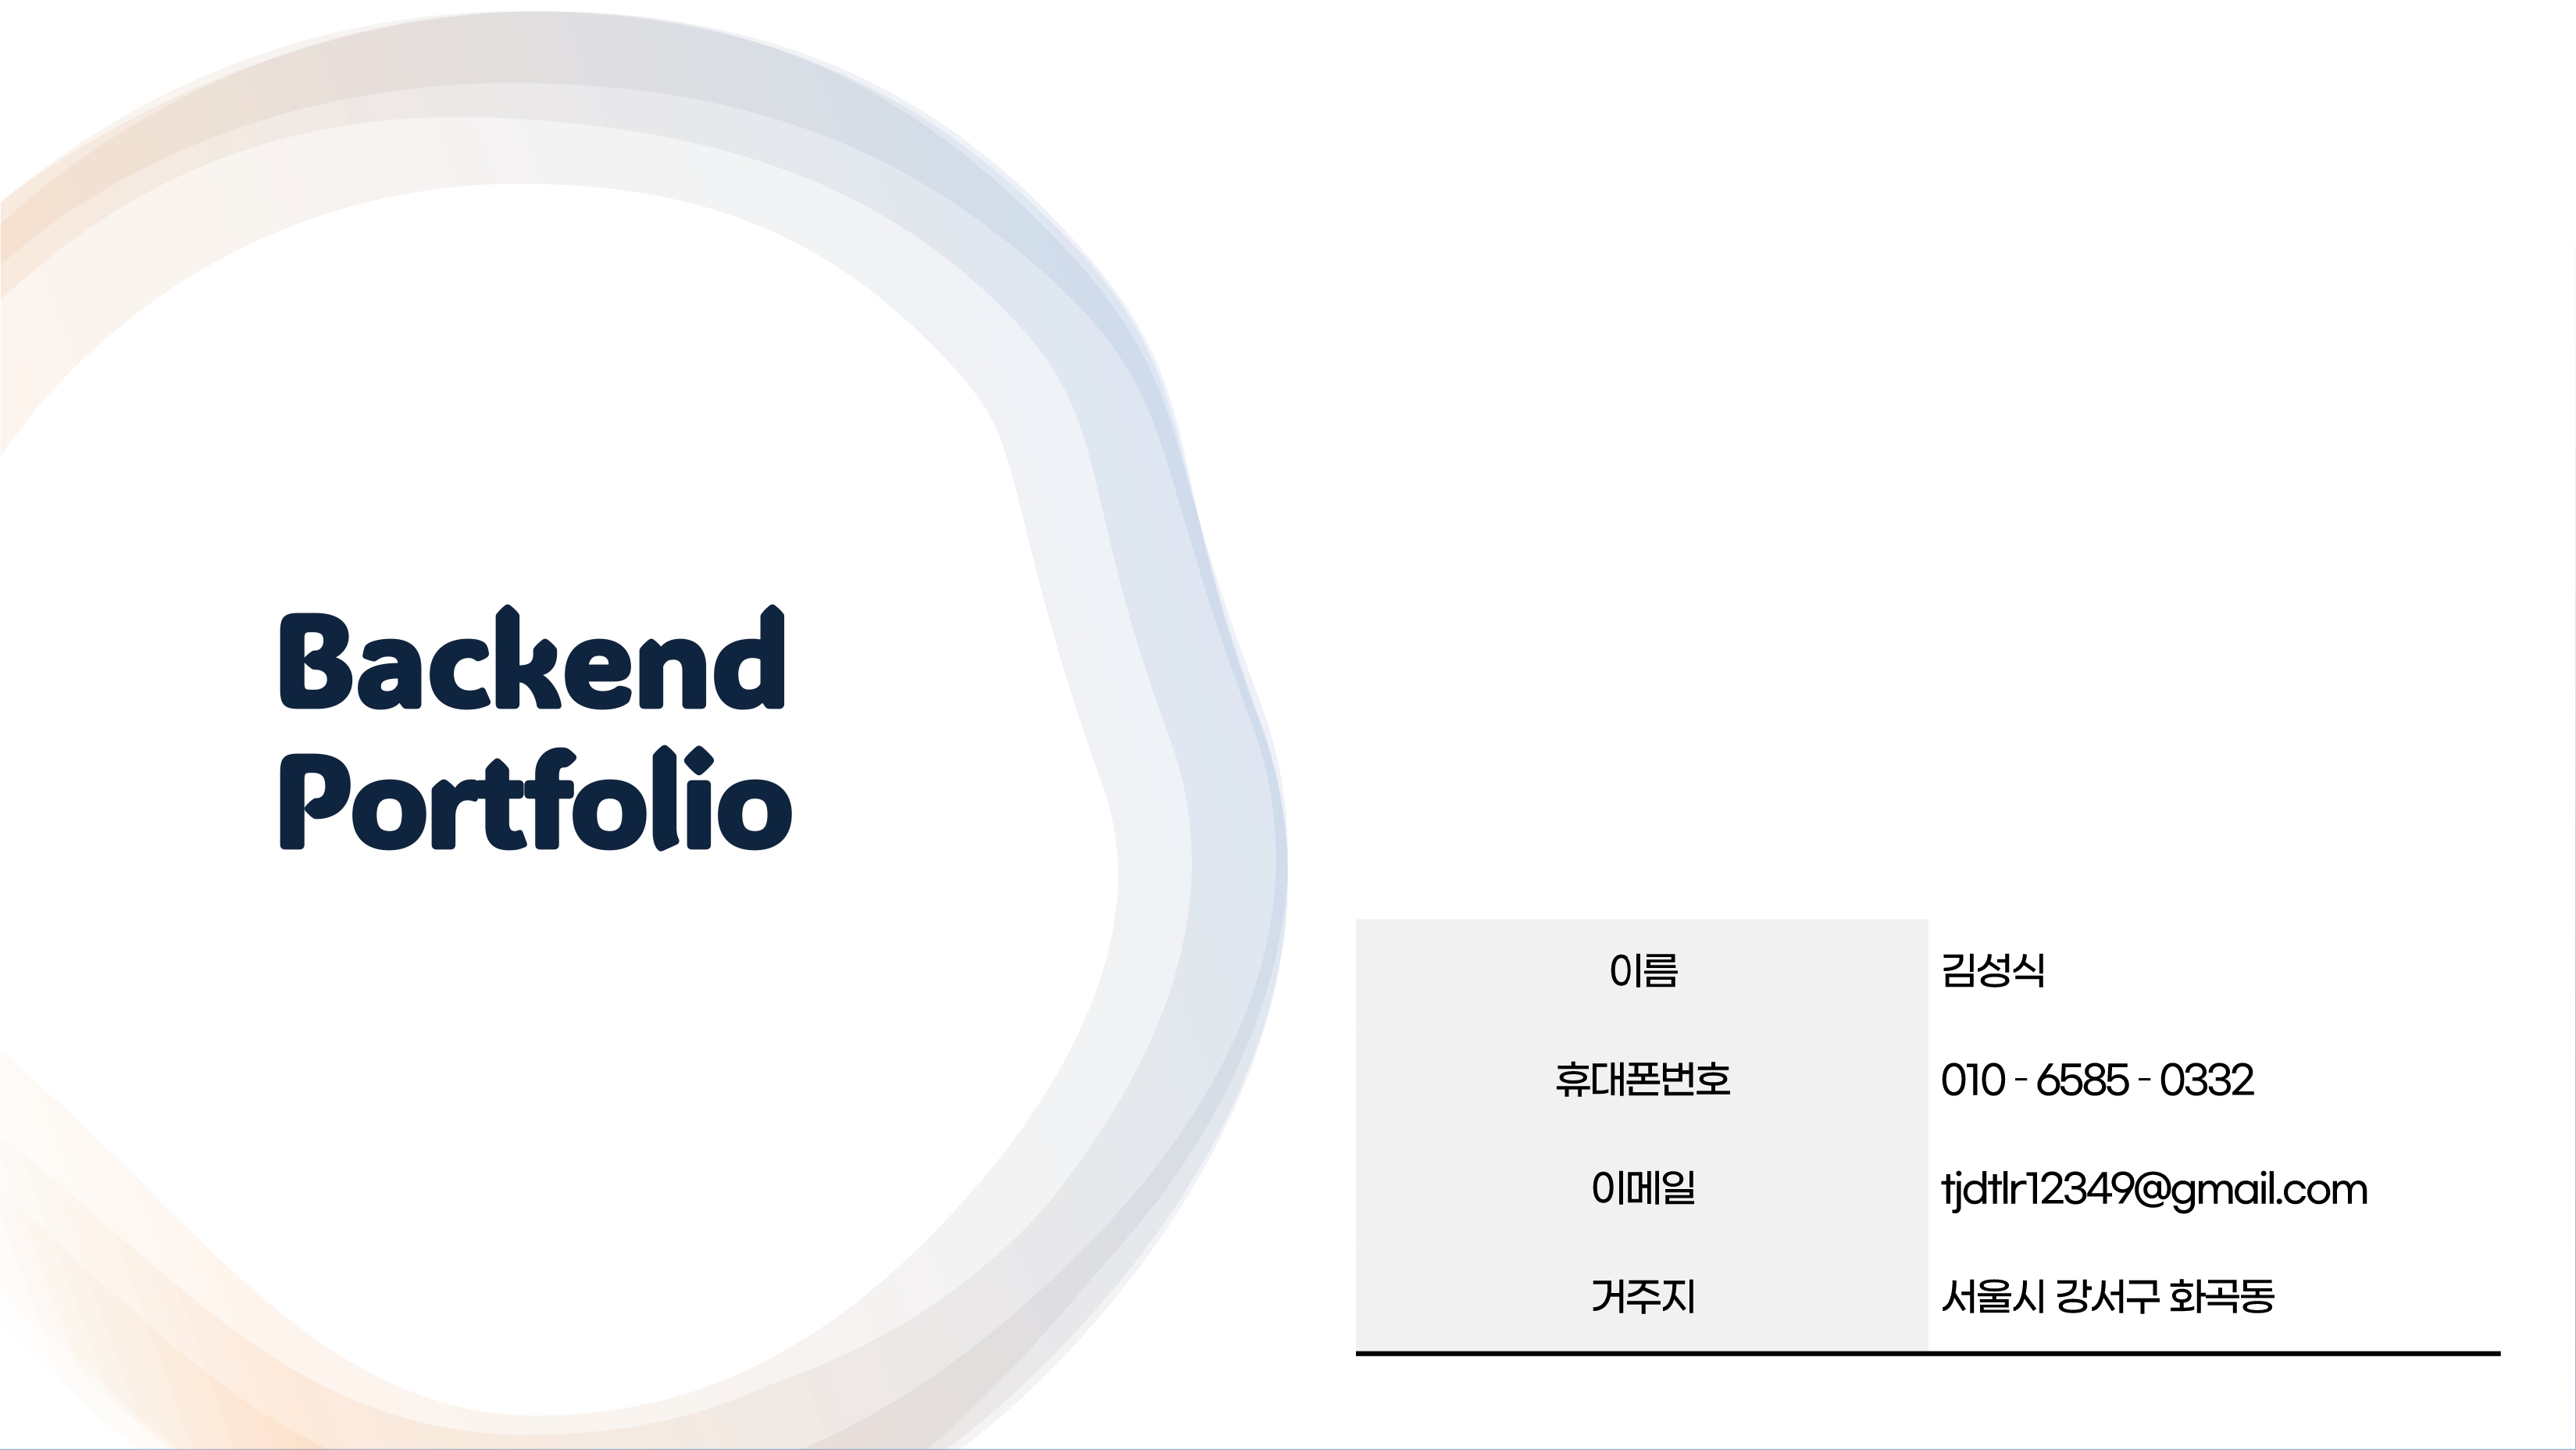 Backend
Portfolio
이름 김성식
휴대폰번호 010 - 6585 - 0332
이메일 tjdtlr12349@gmail.com
거주지 서울시 강서구 화곡동